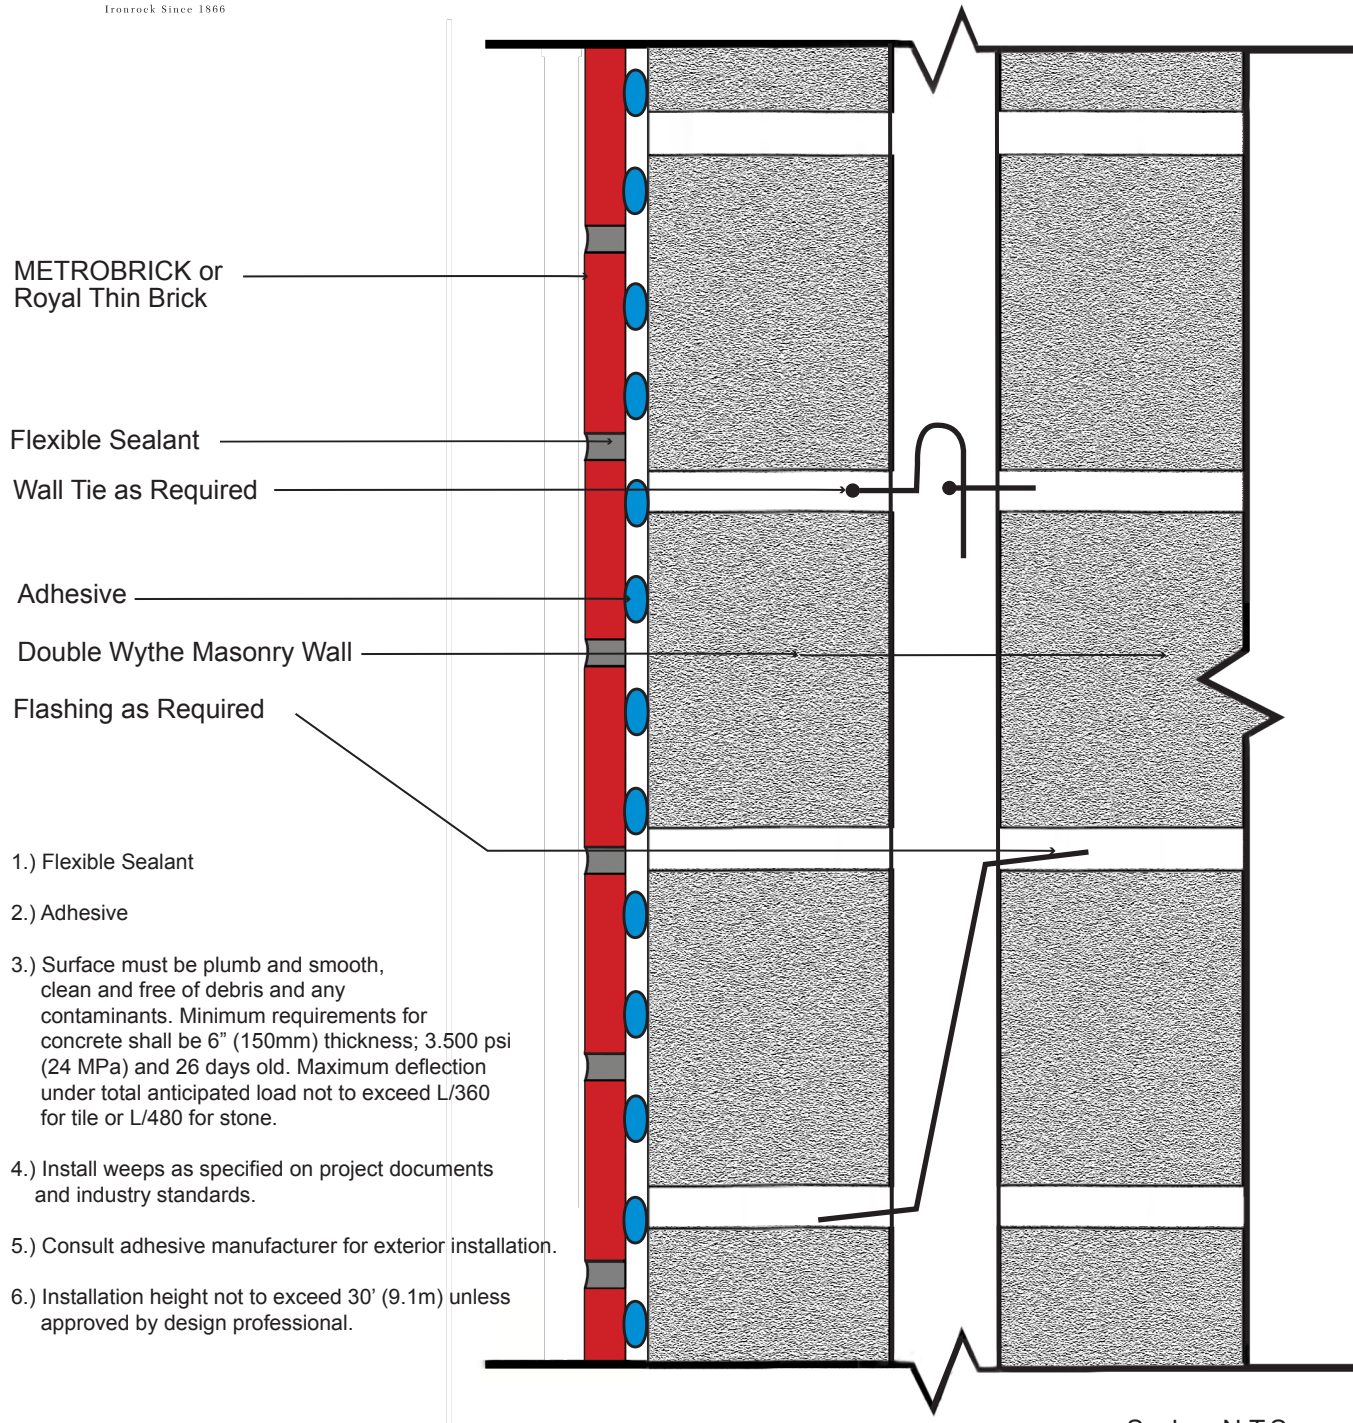 Ironrock Since 1866
METROBRICK or
Royal Thin Brick
Flexible Sealant
Wall Tie as Required
Adhesive
Double Wythe Masonry Wall
Flashing as Required
1.) Flexible Sealant
2.) Adhesive
3.) Surface must be plumb and smooth,
clean and free of debris and any
contaminants. Minimum requirements for
concrete shall be 6” (150mm) thickness; 3.500 psi
(24 MPa) and 26 days old. Maximum deflection
under total anticipated load not to exceed L/360
for tile or L/480 for stone.
4.) Install weeps as specified on project documents
and industry standards.
5.) Consult adhesive manufacturer for exterior installation.
6.) Installation height not to exceed 30’ (9.1m) unless
approved by design professional.